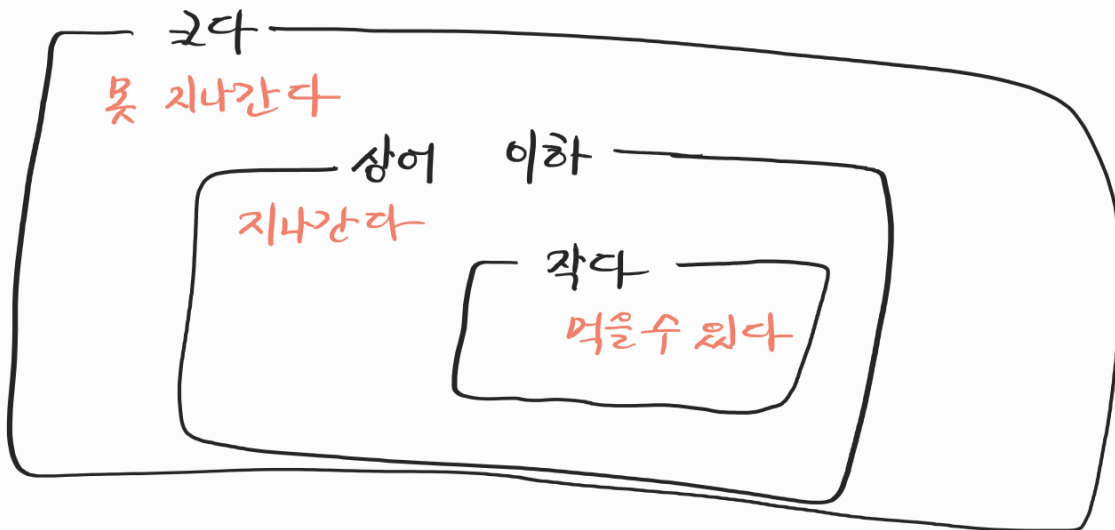 크다
못 지나간다
상어 이하
지나간다
작다
먹을수 있다